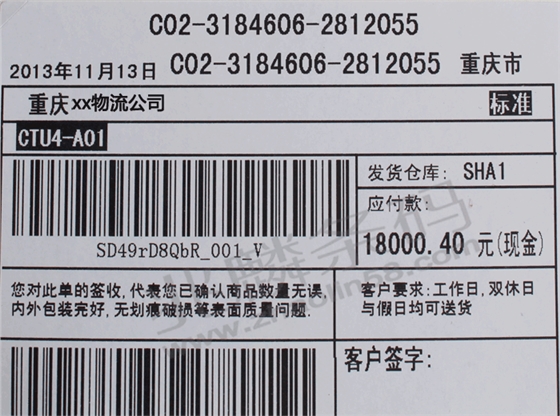 C02-3184606-2812055
2013年11月13日 C02-3184606-2812055 重庆市
重庆xx物流公司 标准
CTU4-A01
发货仓库: SHA1
应付款:
18000.40 元(现金)
SD49rD8QbR_001_V
您对此单的签收, 代表您已确认商品数量无误,
内外包装完好, 无划痕破损等表面质量问题.
客户要求: 工作日, 双休日
与假日均可送货
客户签字: